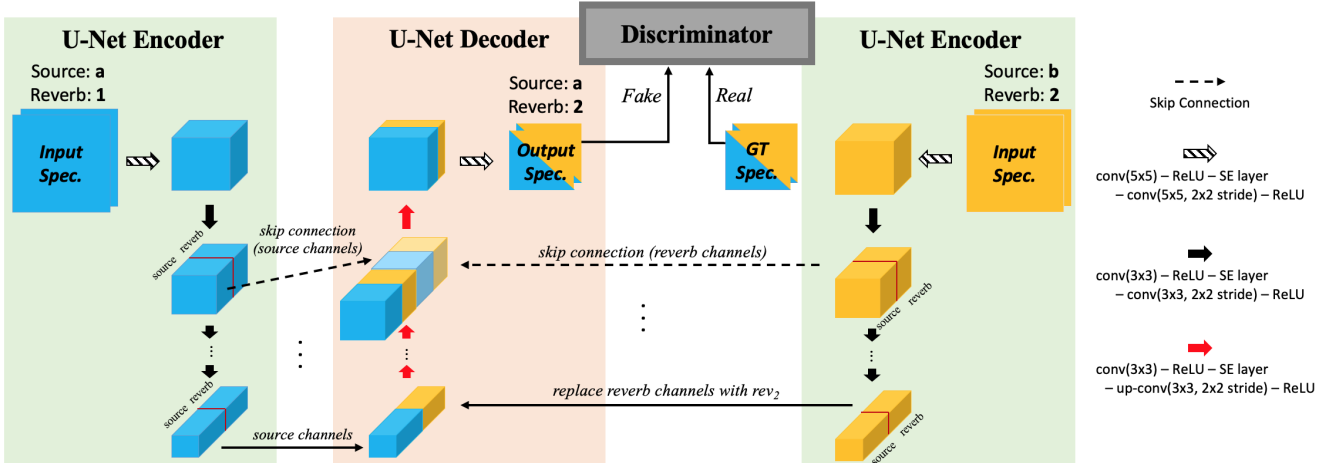 U-Net Encoder
Source: a
Reverb: 1
Input
Spec.
source reverb
source reverb
source channels
skip connection
(source channels)
U-Net Decoder
Source: a
Reverb: 2
Output
Spec.
Discriminator
Fake
Real
GT
Spec.
skip connection (reverb channels)
replace reverb channels with rev2
U-Net Encoder
Source: b
Reverb: 2
Input
Spec.
source reverb
source reverb
Skip Connection
conv(5x5) – ReLU – SE layer
– conv(5x5, 2x2 stride) – ReLU
conv(3x3) – ReLU – SE layer
– conv(3x3, 2x2 stride) – ReLU
conv(3x3) – ReLU – SE layer
– up-conv(3x3, 2x2 stride) – ReLU